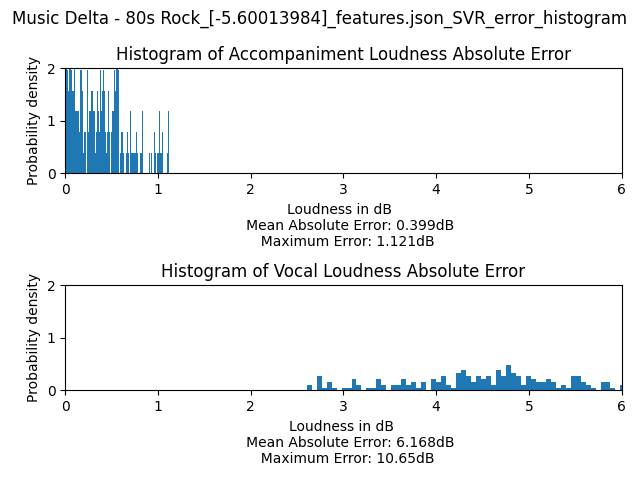 Music Delta - 80s Rock_[-5.60013984]_features.json_SVR_error_histogram
Histogram of Accompaniment Loudness Absolute Error
Probability density
2
1
0
0 1 2 3 4 5 6
Loudness in dB
Mean Absolute Error: 0.399dB
Maximum Error: 1.121dB
Histogram of Vocal Loudness Absolute Error
Probability density
2
1
0
0 1 2 3 4 5 6
Loudness in dB
Mean Absolute Error: 6.168dB
Maximum Error: 10.65dB